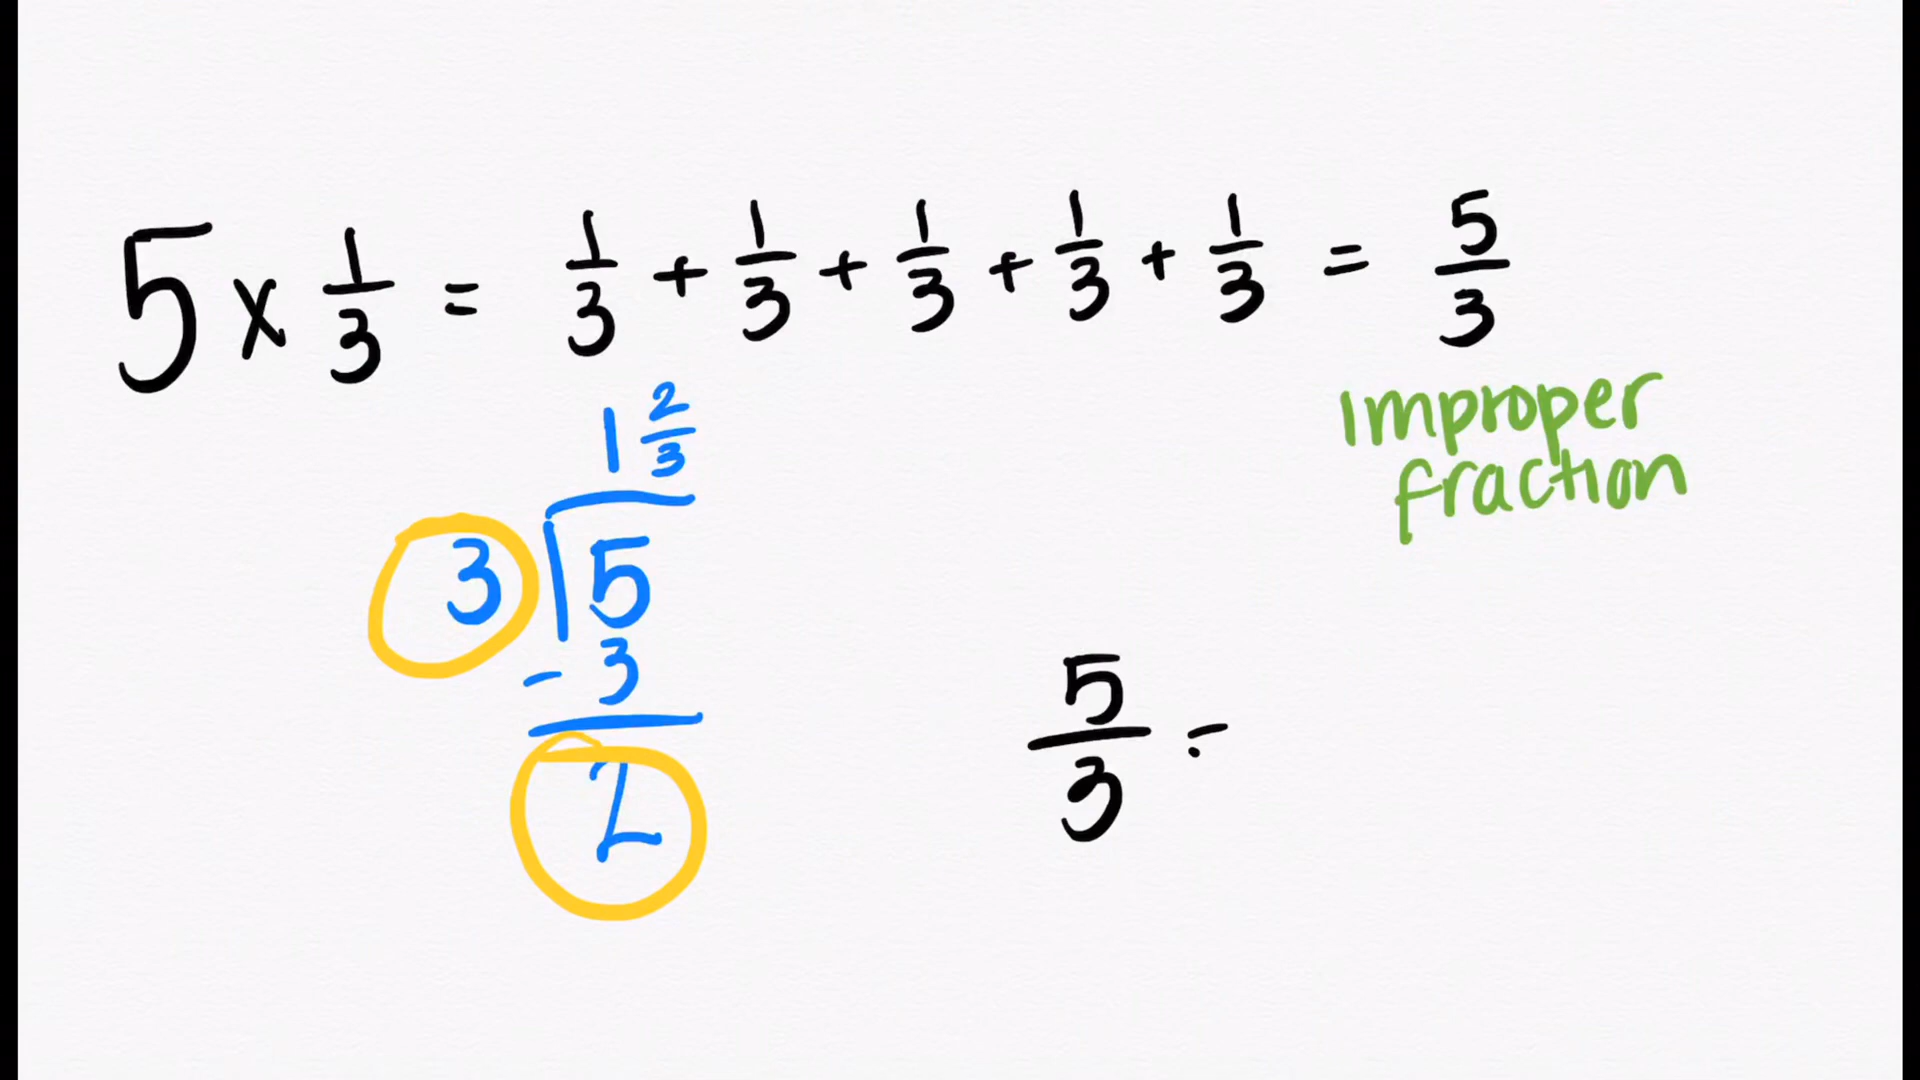 5 x 1/3 = 1/3 + 1/3 + 1/3 + 1/3 + 1/3 = 5/3
improper
fraction
1 2/3
3 5
- 3
2
5/3 =